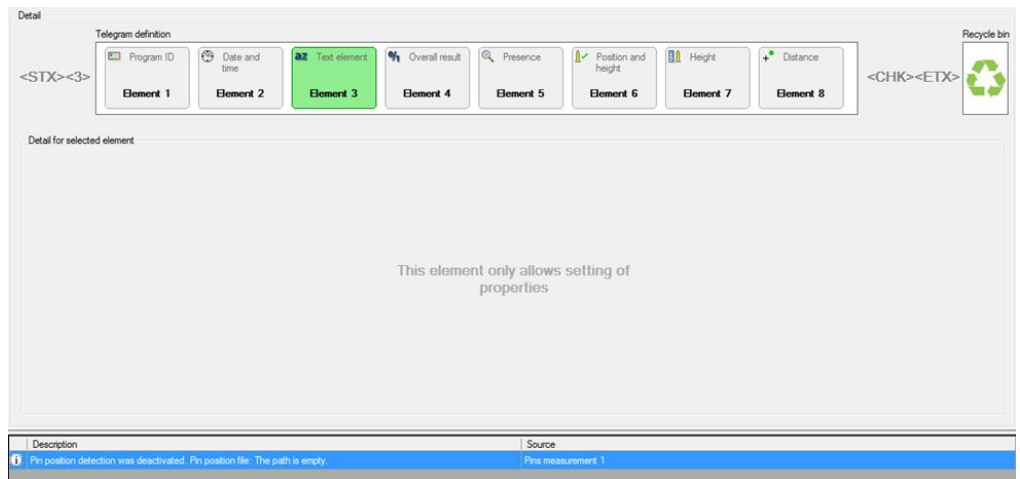 Detail
Telegram definition
Recycle bin
<STX><3>
Program ID
Element 1
Date and
time
Element 2
az Text element
Element 3
Overall result
Element 4
Presence
Element 5
Position and
height
Element 6
Height
Element 7
Distance
Element 8
<CHK><ETX>
Detail for selected element
This element only allows setting of
properties
Description Source
Pin position detection was deactivated. Pin position file: The path is empty. Pins measurement 1